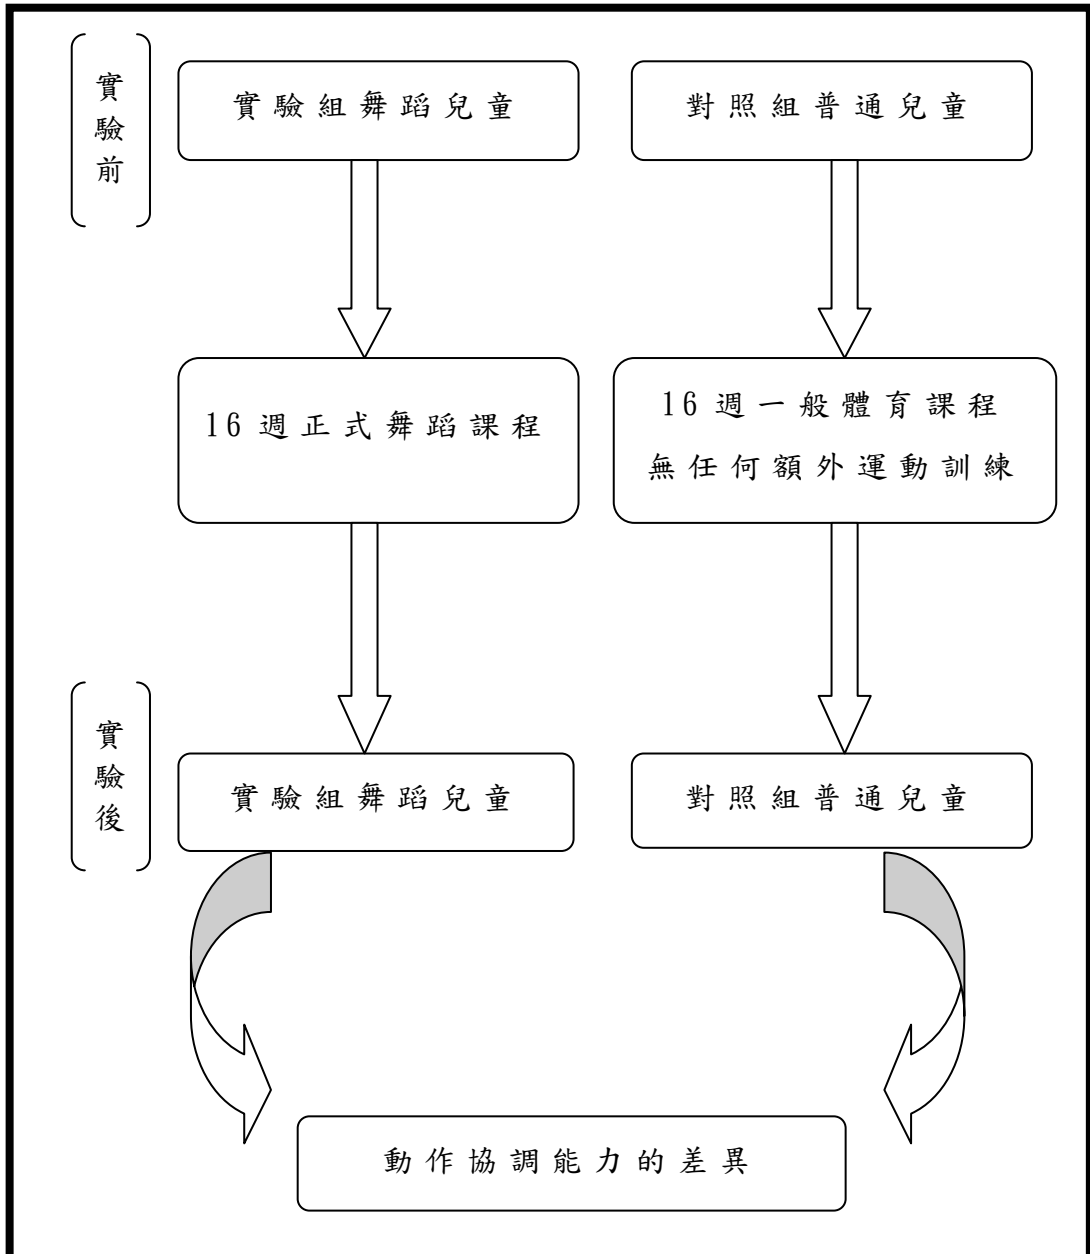 實驗前
實驗組舞蹈兒童
對照組普通兒童
16週正式舞蹈課程
16週一般體育課程
無任何額外運動訓練
實驗後
實驗組舞蹈兒童
對照組普通兒童
動作協調能力的差異